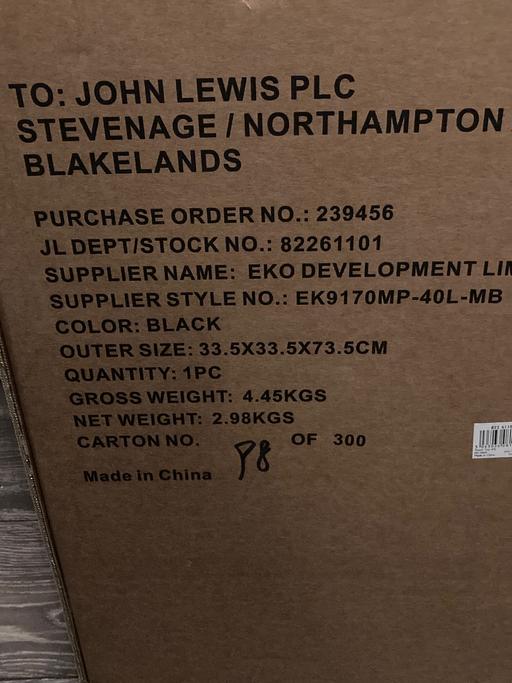 TO: JOHN LEWIS PLC
STEVENAGE / NORTHAMPTON
BLAKELANDS
PURCHASE ORDER NO.: 239456
JL DEPT/STOCK NO.: 82261101
SUPPLIER NAME: EKO DEVELOPMENT LIM
SUPPLIER STYLE NO.: EK9170MP-40L-MB
COLOR: BLACK
OUTER SIZE: 33.5X33.5X73.5CM
QUANTITY: 1PC
GROSS WEIGHT: 4.45KGS
NET WEIGHT: 2.98KGS
CARTON NO. 98 OF 300
Made in China